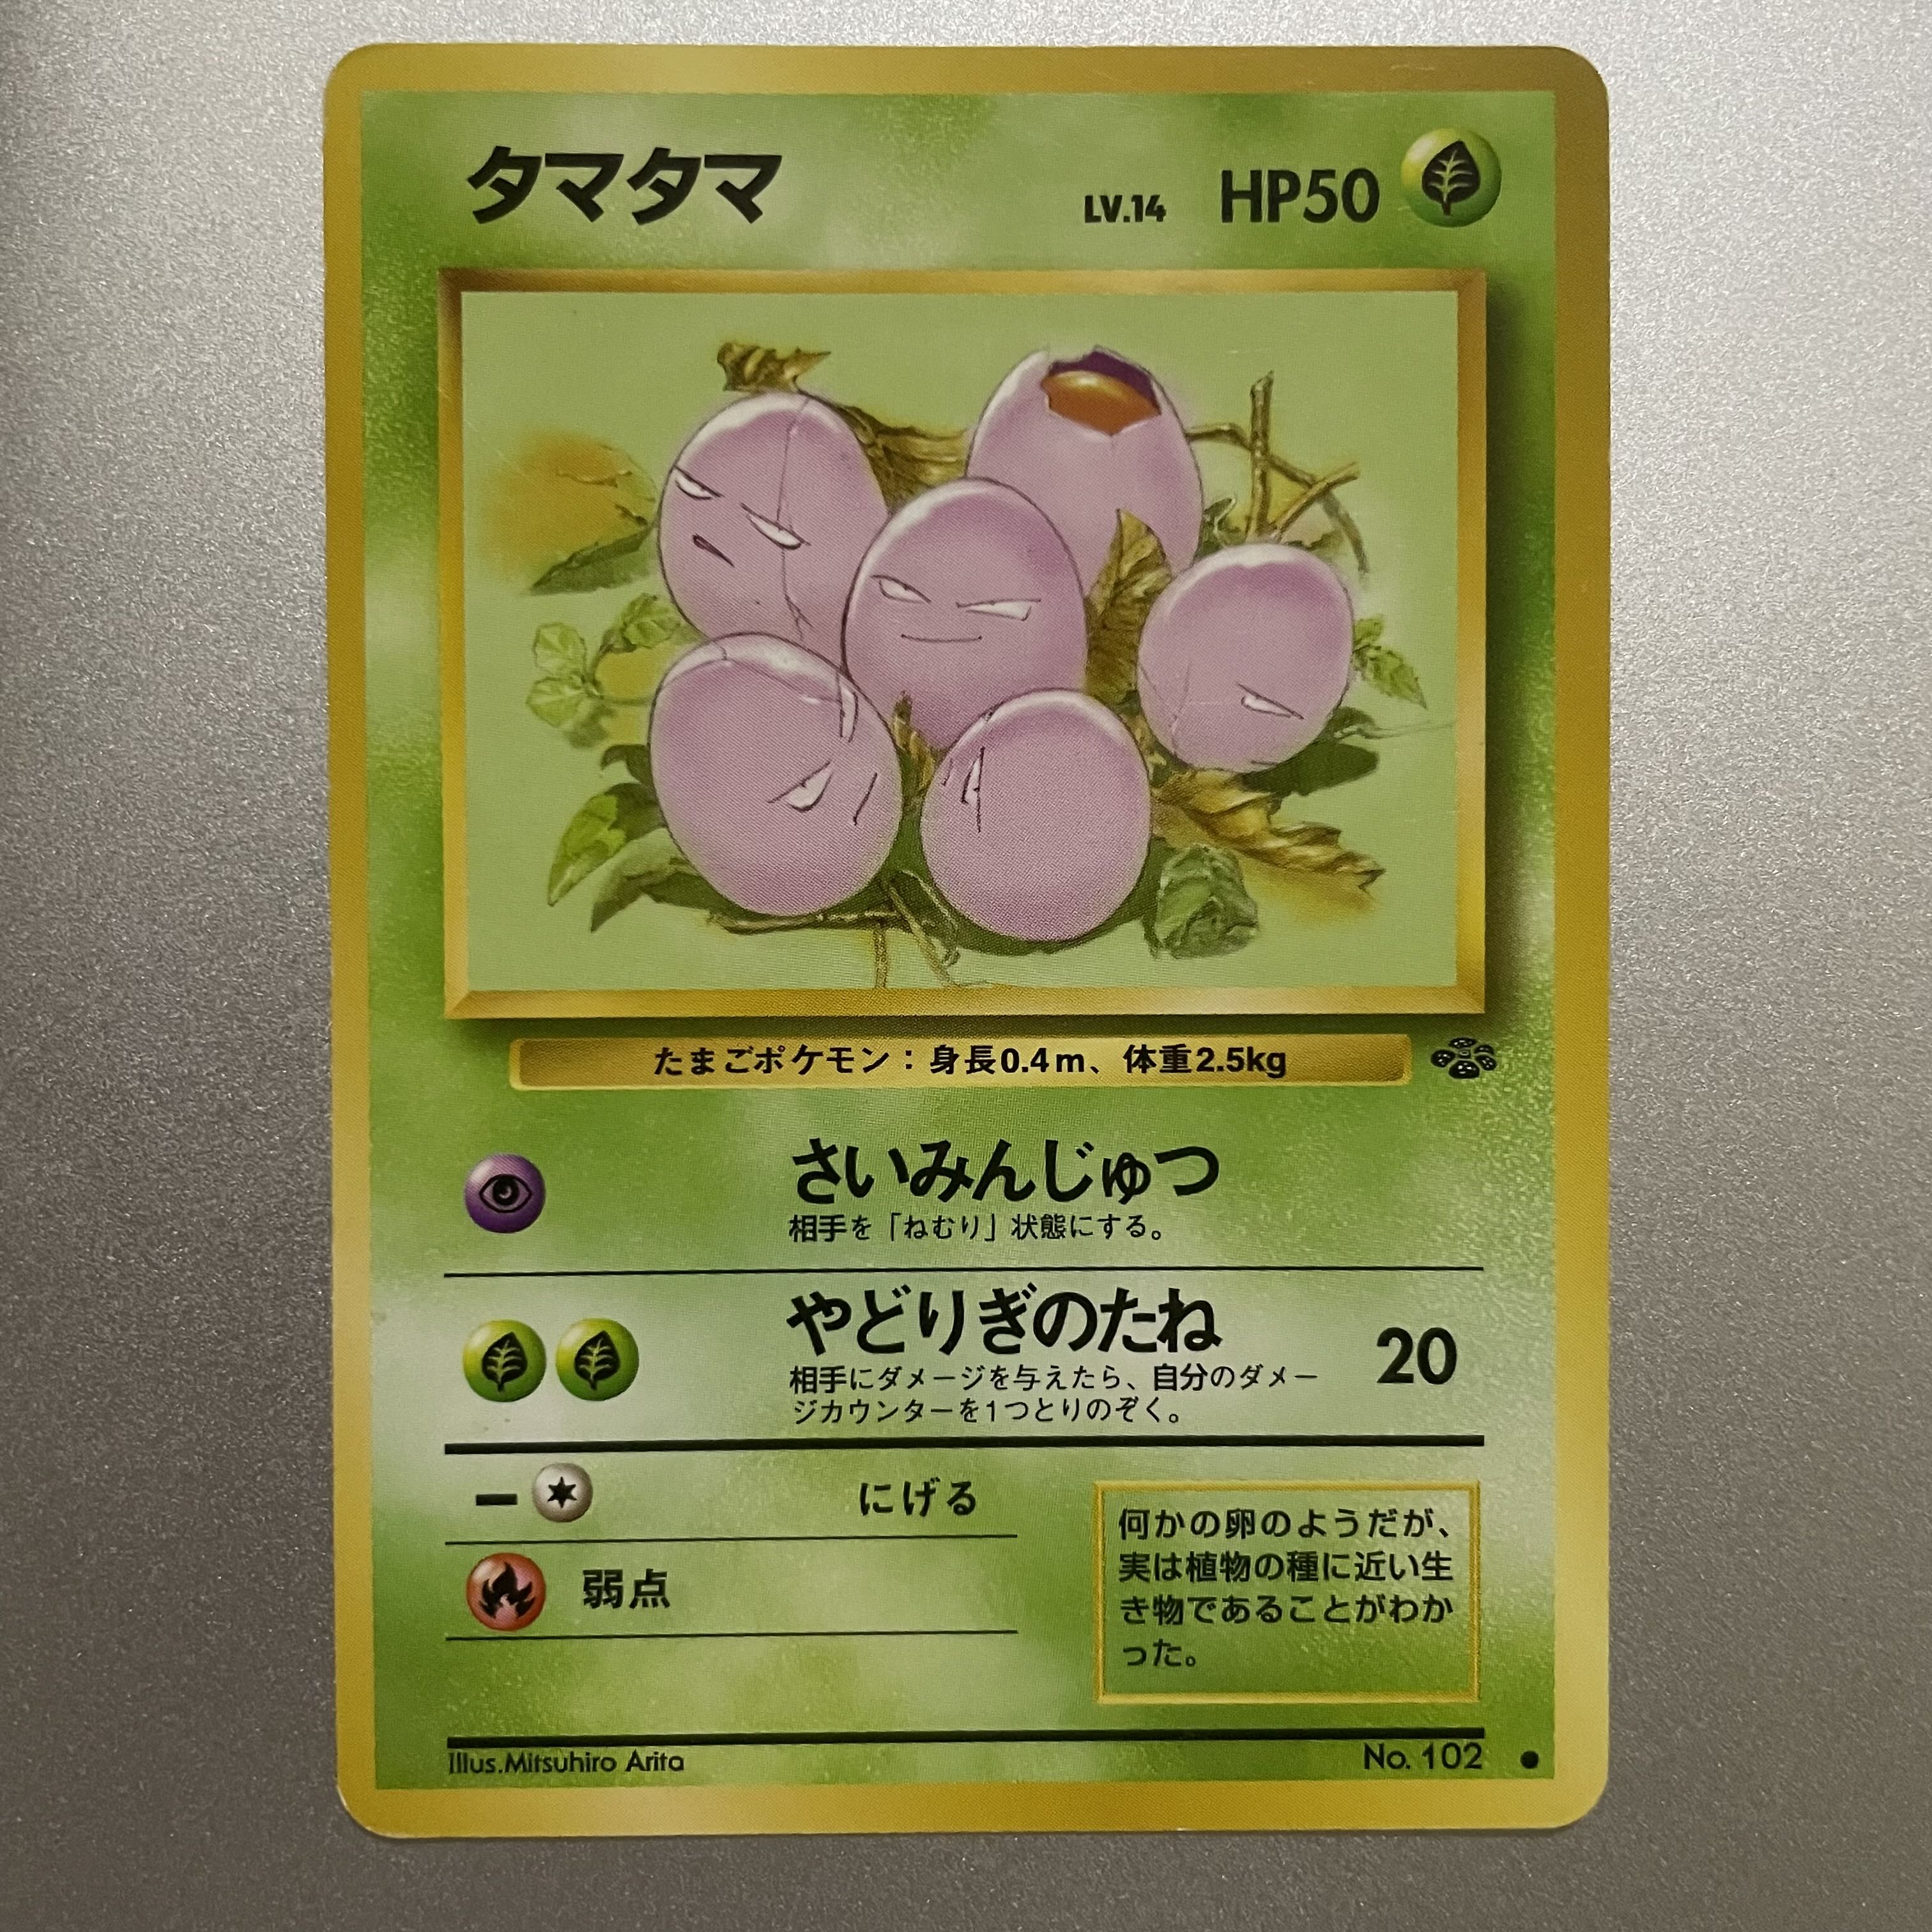 タマタマ LV.14 HP50
たまごポケモン：身長0.4m、体重2.5kg
さいみんじゅつ
相手を「ねむり」状態にする。
やどりぎのたね 20
相手にダメージを与えたら、自分のダメー
ジカウンターを1つとりのぞく。
にげる
弱点
何かの卵のようだが、
実は植物の種に近い生
き物であることがわか
った。
Illus.Mitsuhiro Arita No. 102